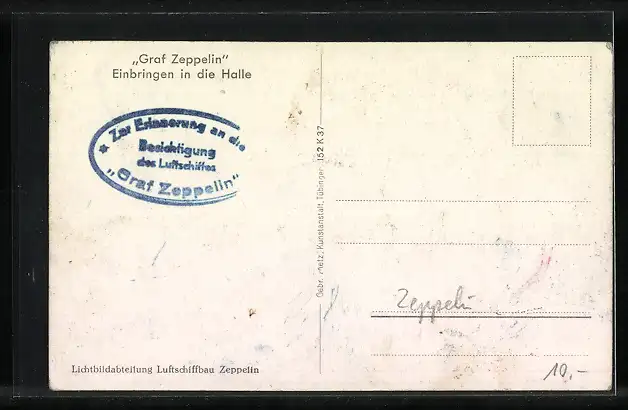 „Graf Zeppelin"
Einbringen in die Halle
* Zur Erinnerung an die
Besichtigung
des Luftschiffes
„Graf Zeppelin"
Gebr. Metz, Kunstanstalt, Tübingen 152 K 37
Zeppelin
Lichtbildabteilung Luftschiffbau Zeppelin
10,-